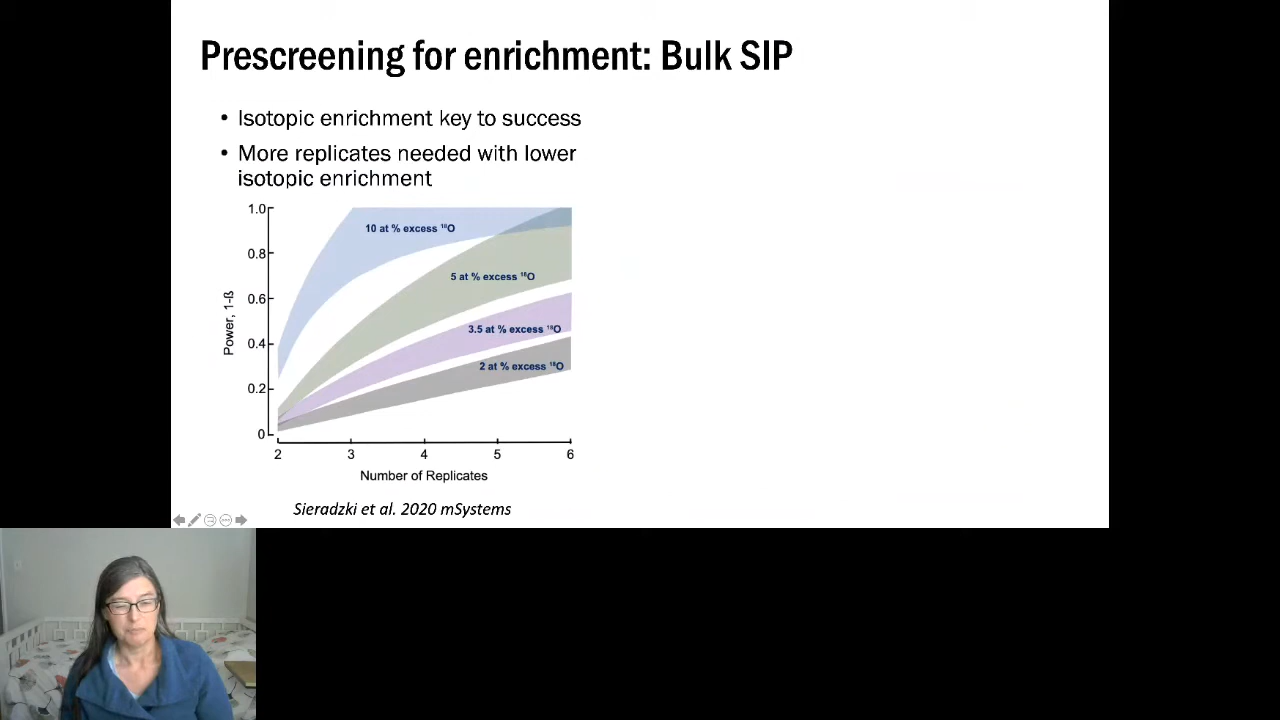 Prescreening for enrichment: Bulk SIP
• Isotopic enrichment key to success
• More replicates needed with lower
isotopic enrichment
1.0
0.8
0.6
0.4
0.2
0
Power, 1-ß
10 at % excess ¹⁸O
5 at % excess ¹⁸O
3.5 at % excess ¹⁸O
2 at % excess ¹⁸O
2 3 4 5 6
Number of Replicates
Sieradzki et al. 2020 mSystems